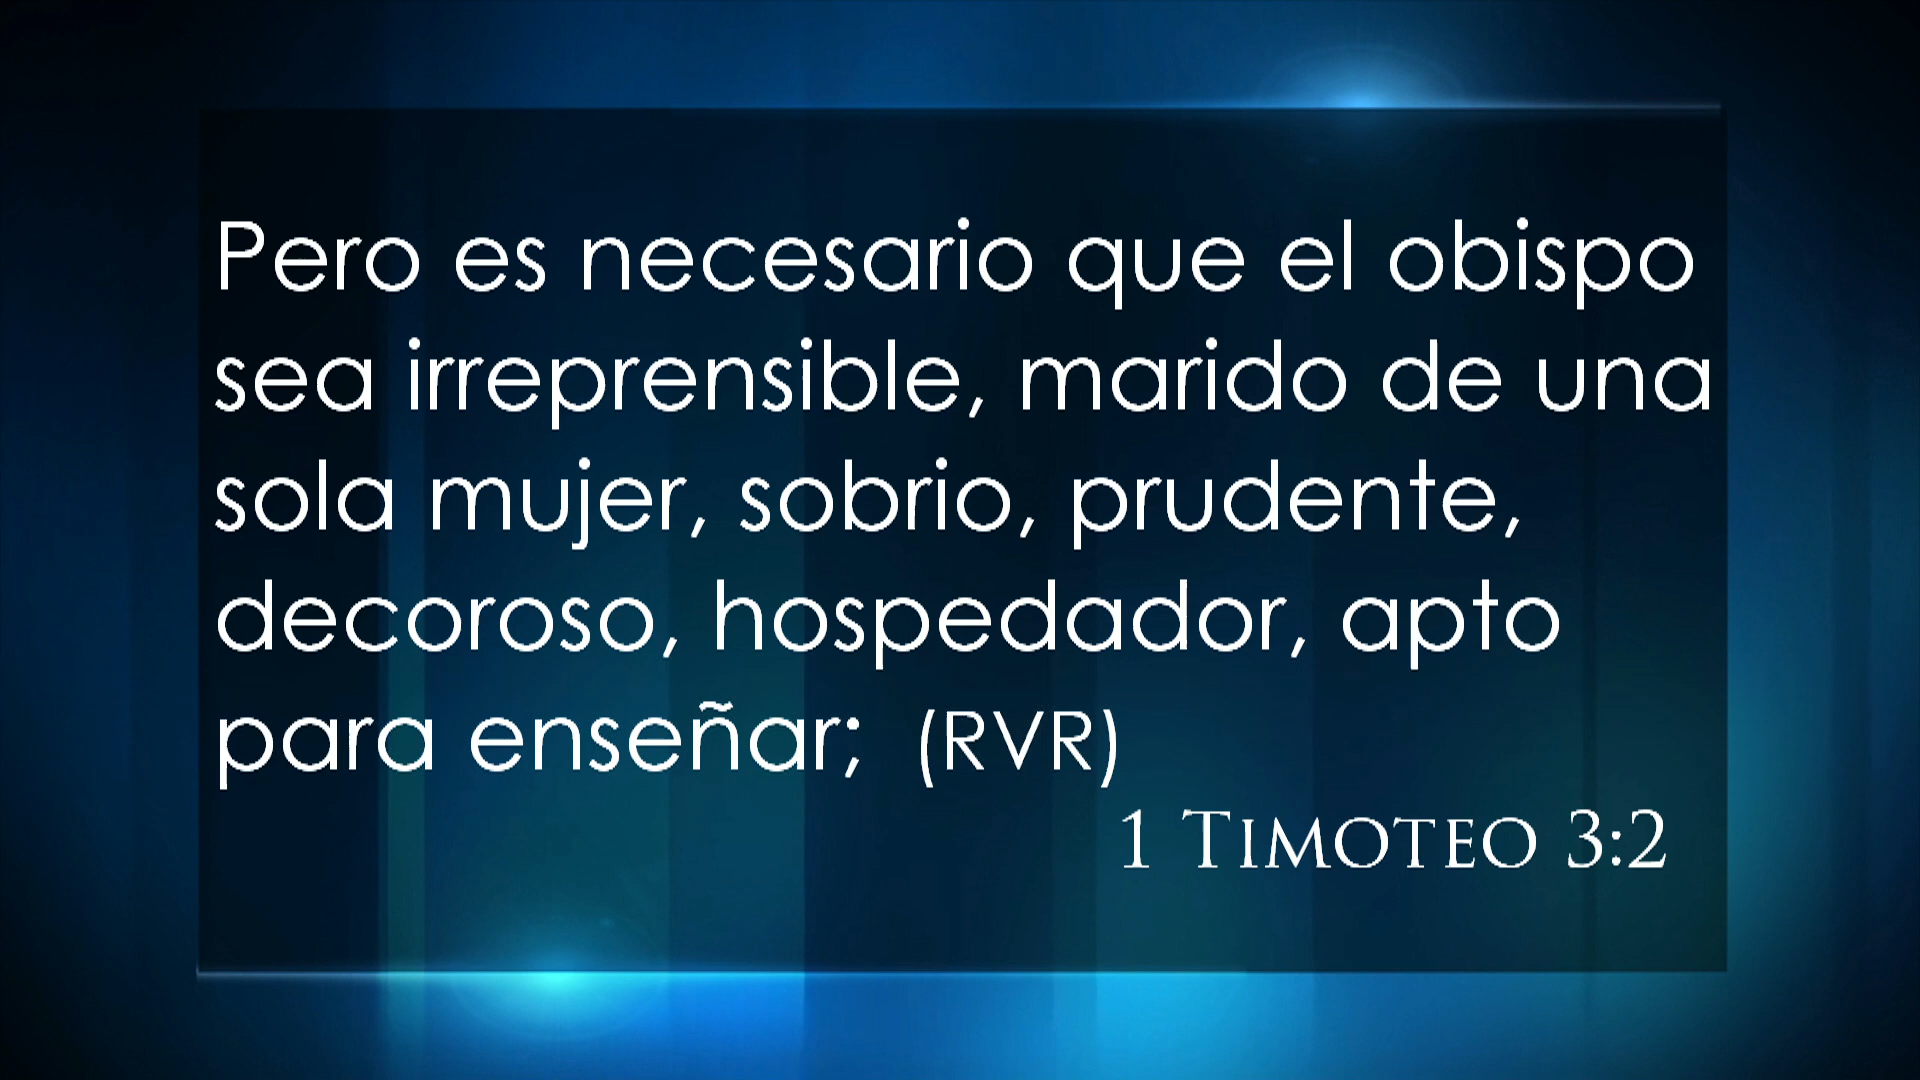 Pero es necesario que el obispo
sea irreprensible, marido de una
sola mujer, sobrio, prudente,
decoroso, hospedador, apto
para enseñar; (RVR)
1 Timoteo 3:2